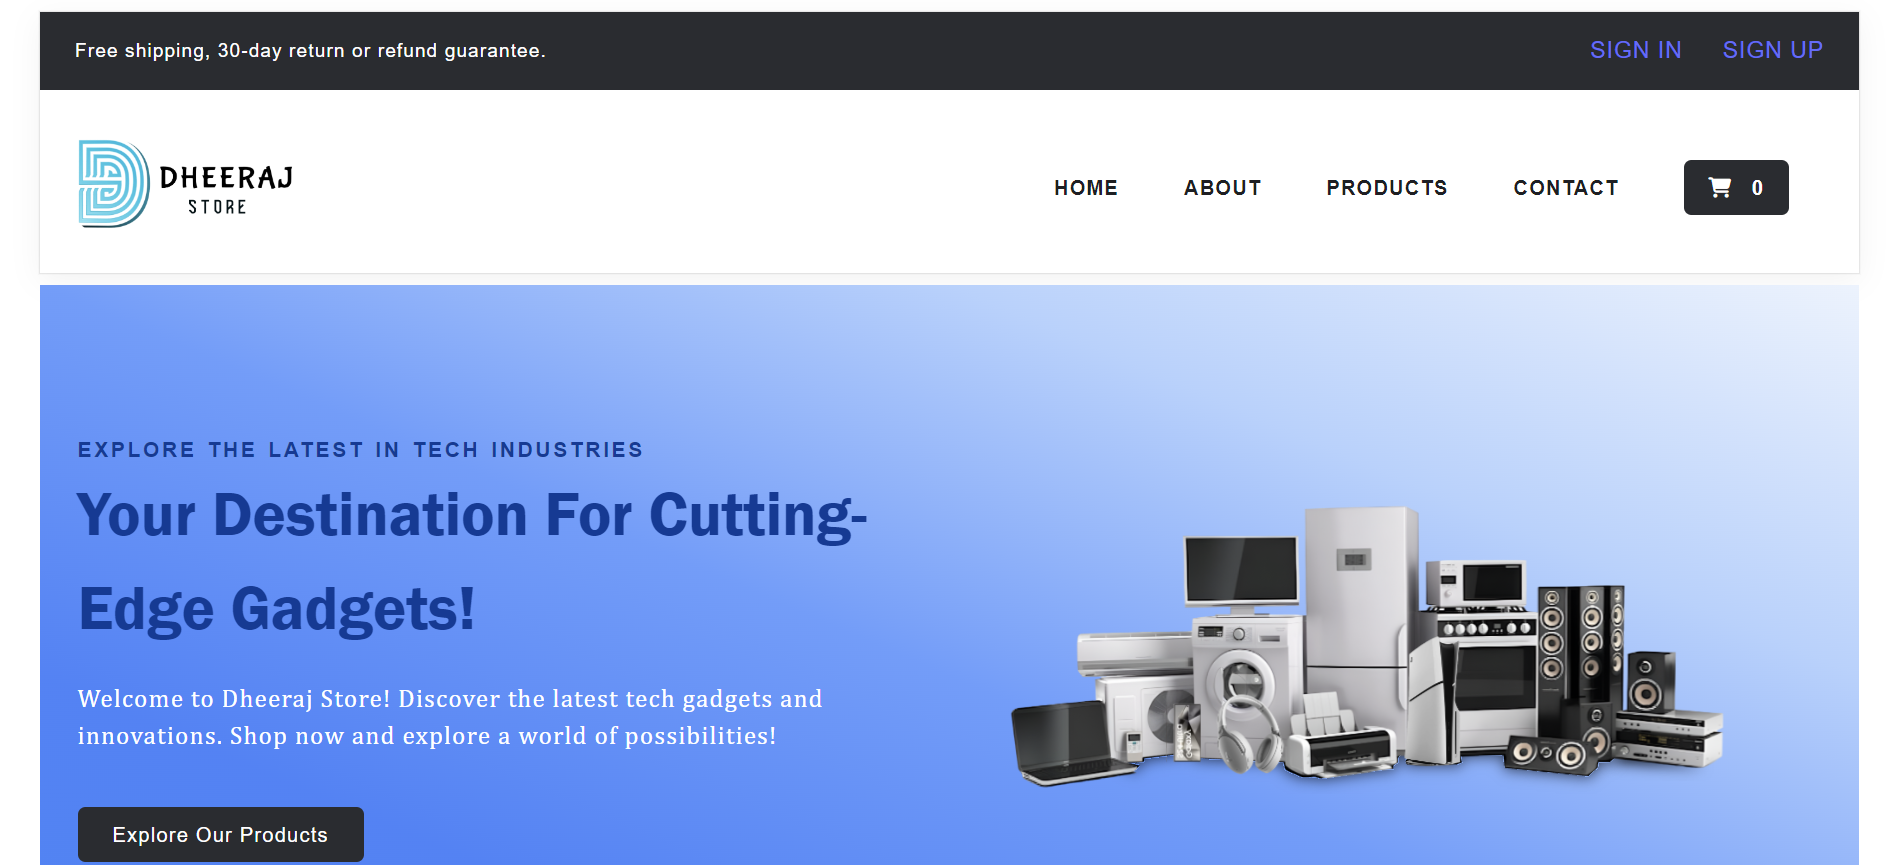 Free shipping, 30-day return or refund guarantee.
SIGN IN
SIGN UP
DHEERAJ
STORE
HOME
ABOUT
PRODUCTS
CONTACT
0
EXPLORE THE LATEST IN TECH INDUSTRIES
Your Destination For Cutting-
Edge Gadgets!
Welcome to Dheeraj Store! Discover the latest tech gadgets and
innovations. Shop now and explore a world of possibilities!
Explore Our Products